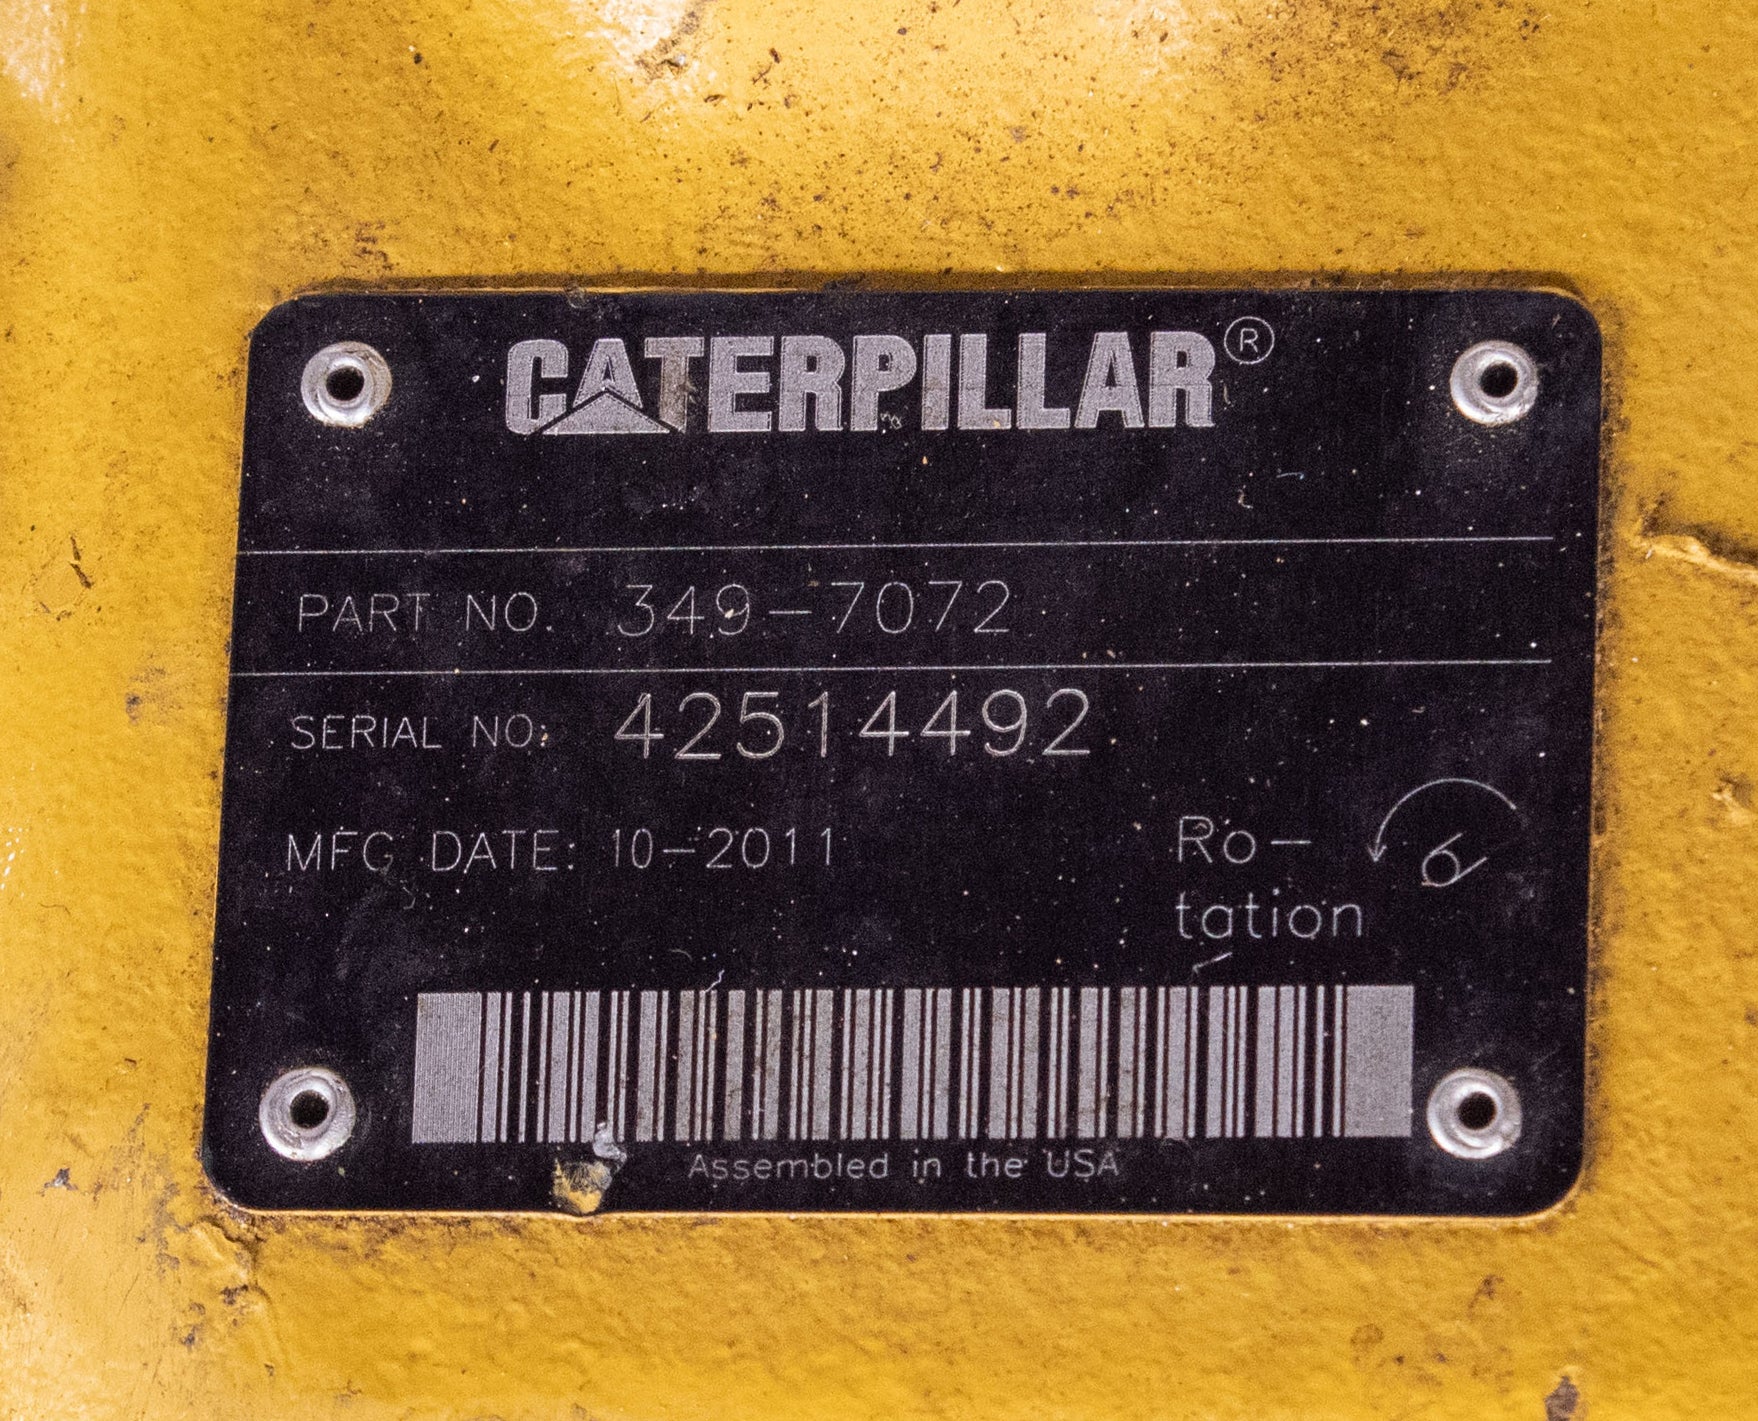 CATERPILLAR®
PART NO. 349-7072
SERIAL NO: 42514492
MFG DATE: 10-2011
Ro-
tation
Assembled in the USA